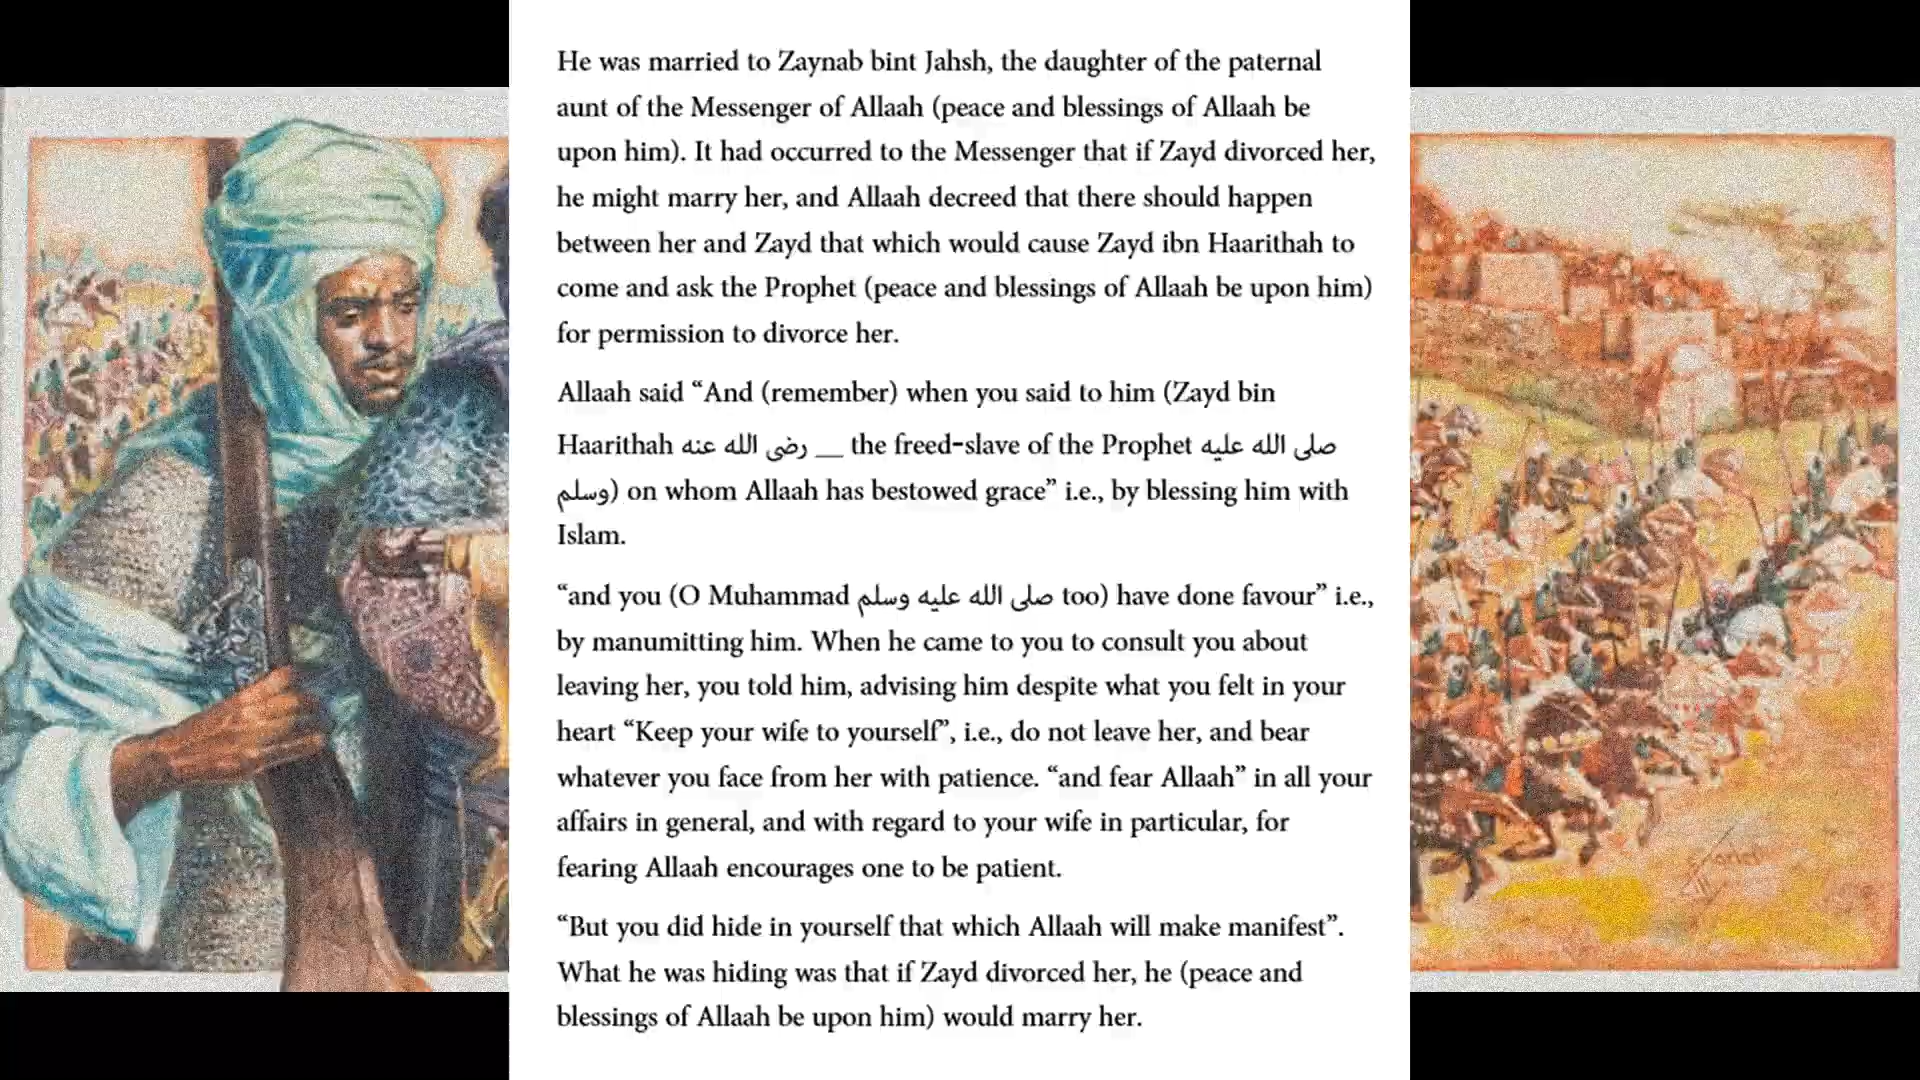 He was married to Zaynab bint Jahsh, the daughter of the paternal
aunt of the Messenger of Allaah (peace and blessings of Allaah be
upon him). It had occurred to the Messenger that if Zayd divorced her,
he might marry her, and Allaah decreed that there should happen
between her and Zayd that which would cause Zayd ibn Haarithah to
come and ask the Prophet (peace and blessings of Allaah be upon him)
for permission to divorce her.
Allaah said “And (remember) when you said to him (Zayd bin
Haarithah رضى الله عنه __ the freed-slave of the Prophet صلى الله عليه
وسلم) on whom Allaah has bestowed grace” i.e., by blessing him with
Islam.
“and you (O Muhammad صلى الله عليه وسلم too) have done favour” i.e.,
by manumitting him. When he came to you to consult you about
leaving her, you told him, advising him despite what you felt in your
heart “Keep your wife to yourself”, i.e., do not leave her, and bear
whatever you face from her with patience. “and fear Allaah” in all your
affairs in general, and with regard to your wife in particular, for
fearing Allaah encourages one to be patient.
“But you did hide in yourself that which Allaah will make manifest”.
What he was hiding was that if Zayd divorced her, he (peace and
blessings of Allaah be upon him) would marry her.